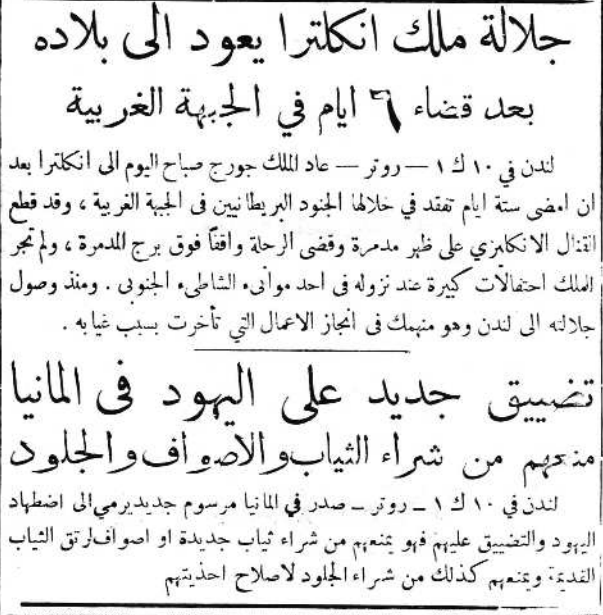 جلالة ملك انكلترا يعود الى بلاده
بعد قضاء ٦ ايام في الجبهة الغربية
لندن في ١٠ ك ١ — روتر — عاد الملك جورج صباح اليوم الى انكلترا بعد
ان امضى ستة ايام تفقد في خلالها الجنود البريطانيين فى الجبهة الغربية ، وقد قطع
القنال الانكليزي على ظهر مدمرة وقضى الرحلة واقفاً فوق برج المدمرة ، ولم تجر
الملك احتفالات كبيرة عند نزوله فى احد موانىء الشاطىء الجنوبى . ومنذ وصول
جلالته الى لندن وهو منهمك فى انجاز الاعمال التي تأخرت بسبب غيابه .
تضييق جديد على اليهود فى المانيا
منعهم من شراء الثياب والاصواف والجلود
لندن في ١٠ ك ١ ـ روتر ـ صدر في المانيا مرسوم جديد يرمي الى اضطهاد
اليهود والتضييق عليهم فهو يمنعهم من شراء ثياب جديدة او اصواف لرتق الثياب
القديمة ويمنعهم كذلك من شراء الجلود لاصلاح احذيتهم